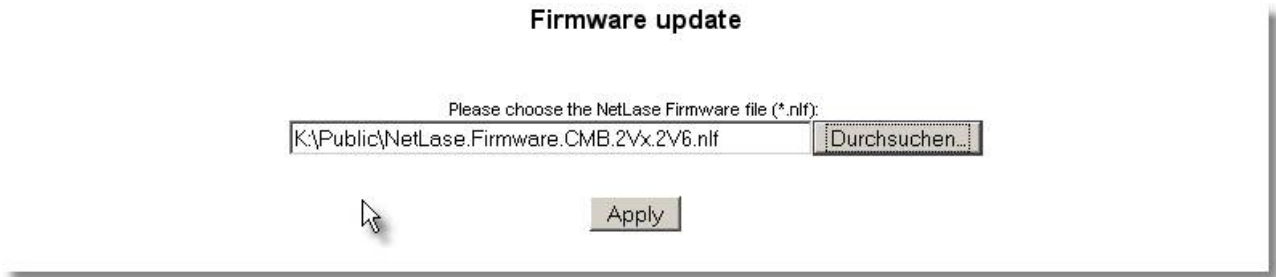 Firmware update
Please choose the NetLase Firmware file (*.nlf):
K:\Public\NetLase.Firmware.CMB.2Vx.2V6.nlf Durchsuchen...
Apply